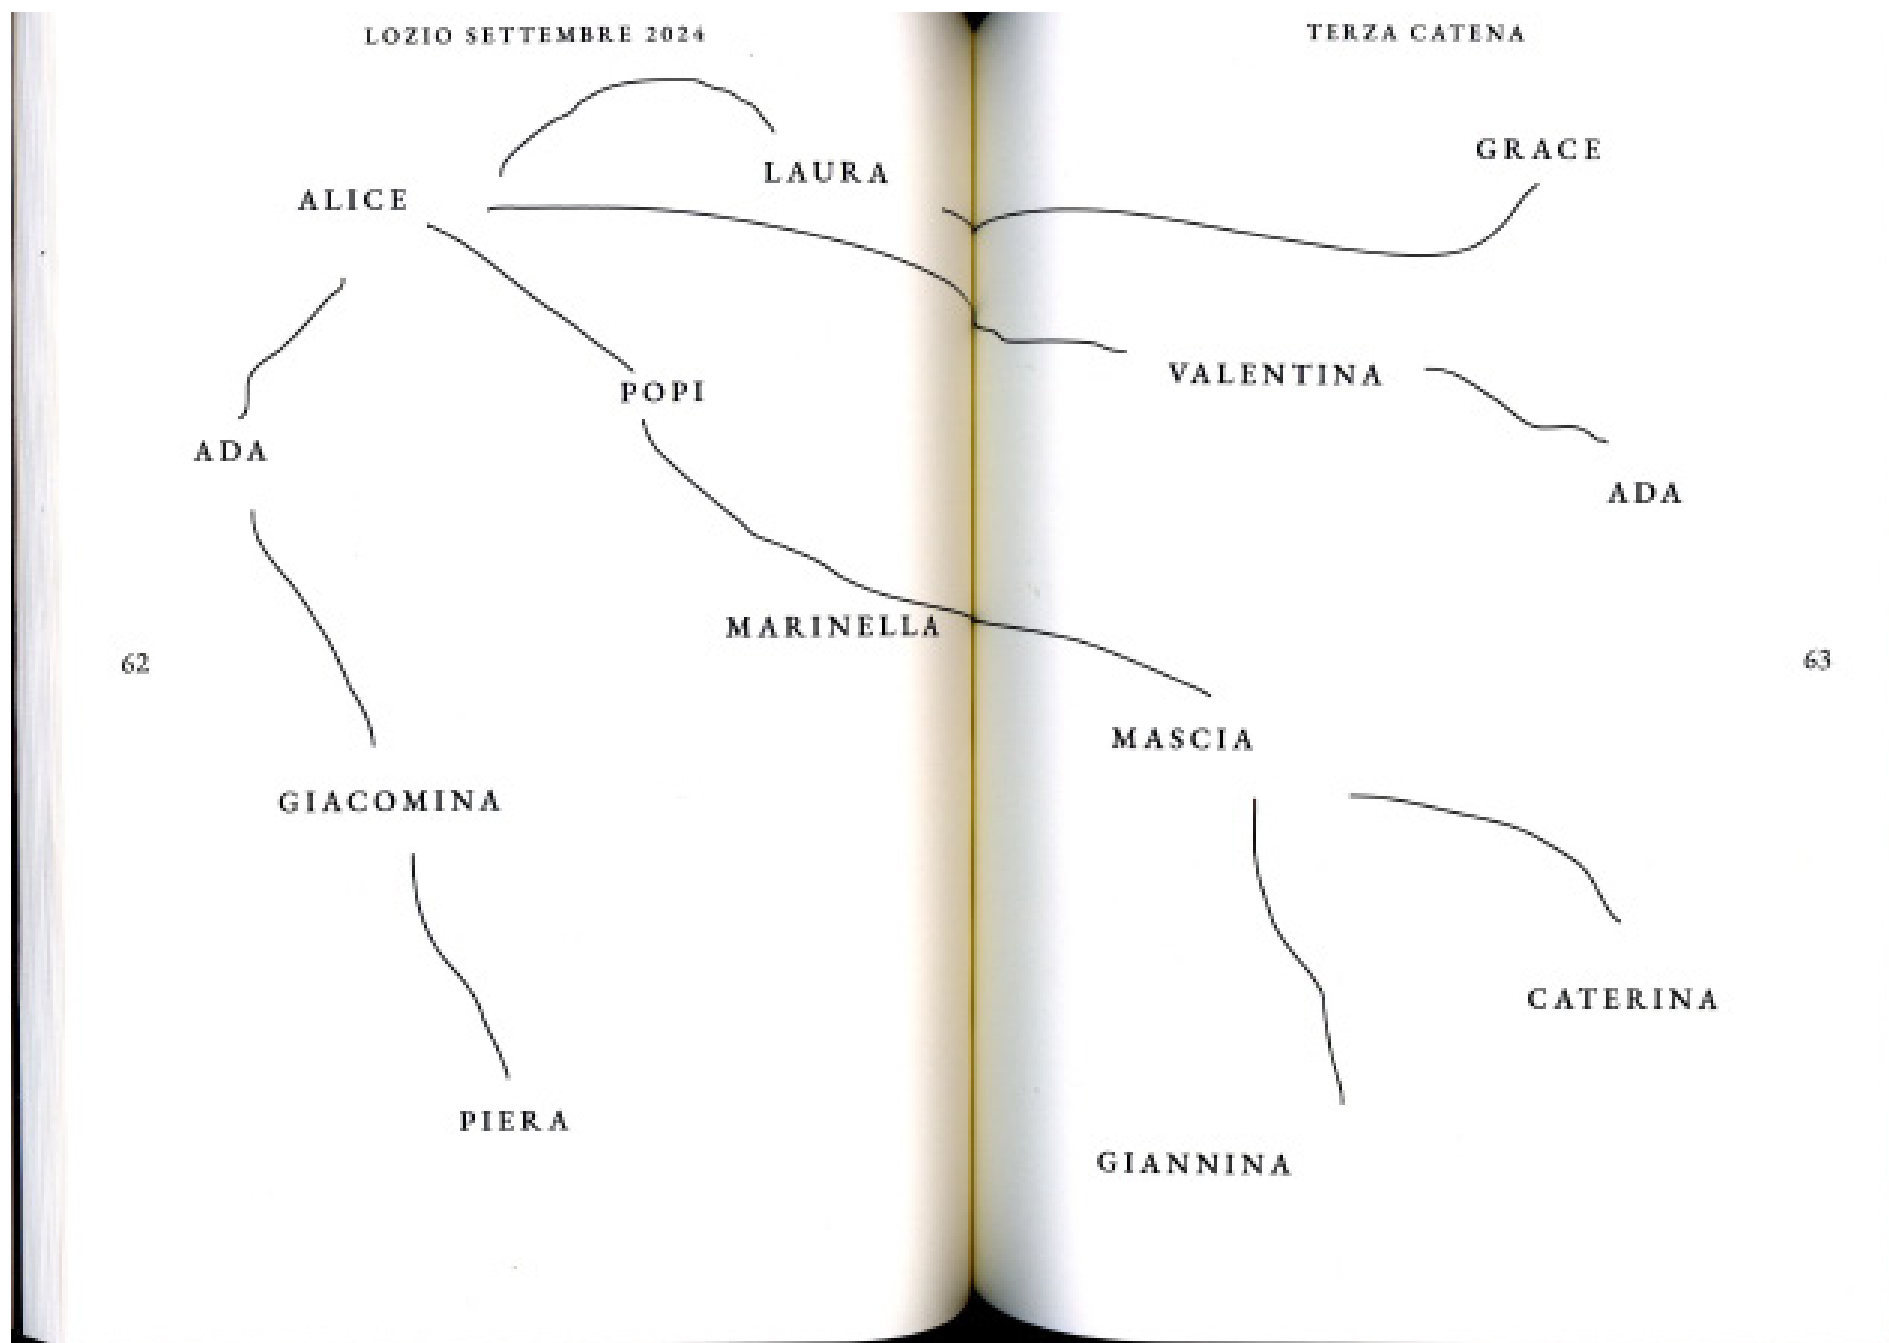 LOZIO SETTEMBRE 2024
LAURA
ALICE
POPI
ADA
MARINELLA
62
GIACOMINA
PIERA
TERZA CATENA
GRACE
VALENTINA
ADA
63
MASCIA
CATERINA
GIANNINA